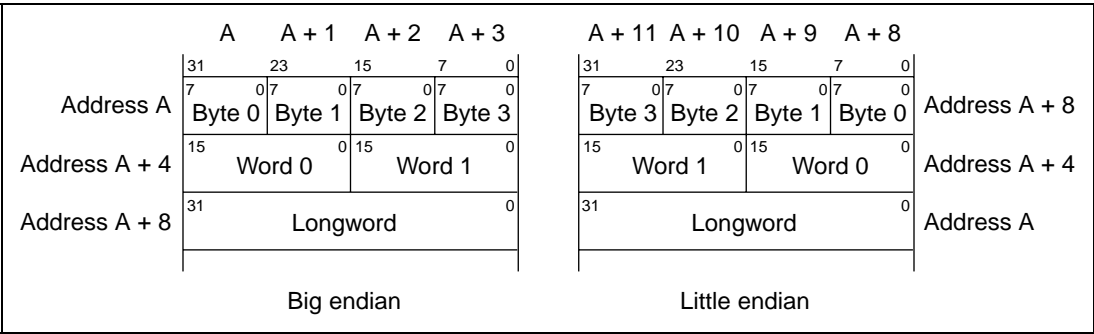 A A + 1 A + 2 A + 3 A + 11 A + 10 A + 9 A + 8
31 23 15 7 0 31 23 15 7 0
7 0 7 0 7 0 7 0 7 0 7 0 7 0 7 0
Address A Byte 0 Byte 1 Byte 2 Byte 3 Byte 3 Byte 2 Byte 1 Byte 0 Address A + 8
15 0 15 0 15 0 15 0
Address A + 4 Word 0 Word 1 Word 1 Word 0 Address A + 4
31 0 31 0
Address A + 8 Longword Longword Address A
Big endian Little endian